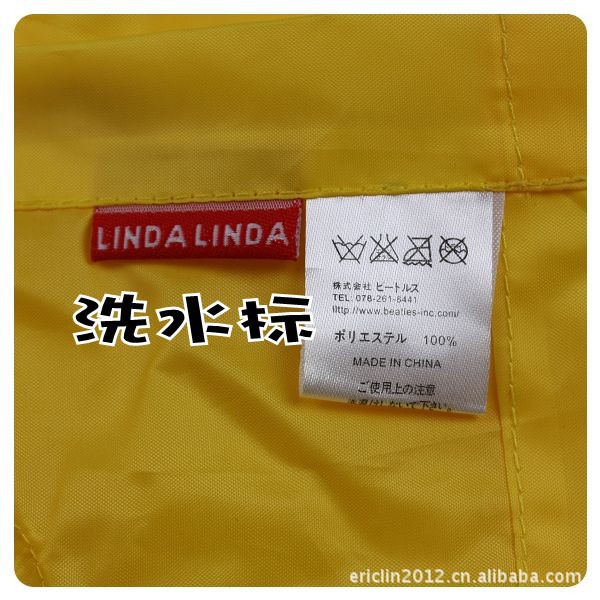 LINDA LINDA
洗水标
株式会社 ビートルス
TEL: 078-261-8441
http://www.beatles-inc.com/
ポリエステル 100%
MADE IN CHINA
ご使用上の注意
ericlin2012.cn.alibaba.com